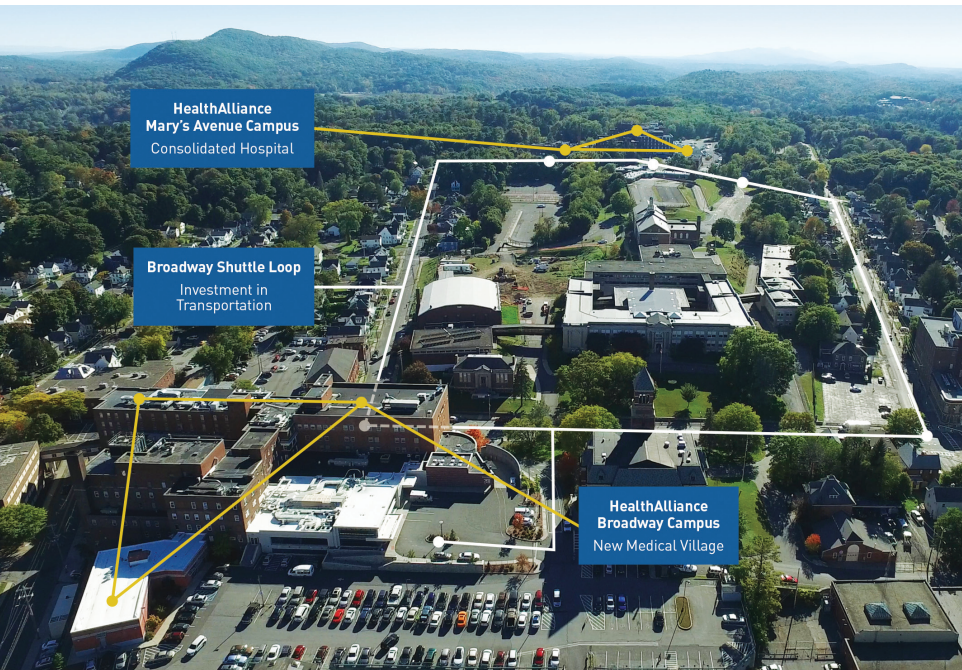 HealthAlliance
Mary's Avenue Campus
Consolidated Hospital
Broadway Shuttle Loop
Investment in
Transportation
HealthAlliance
Broadway Campus
New Medical Village